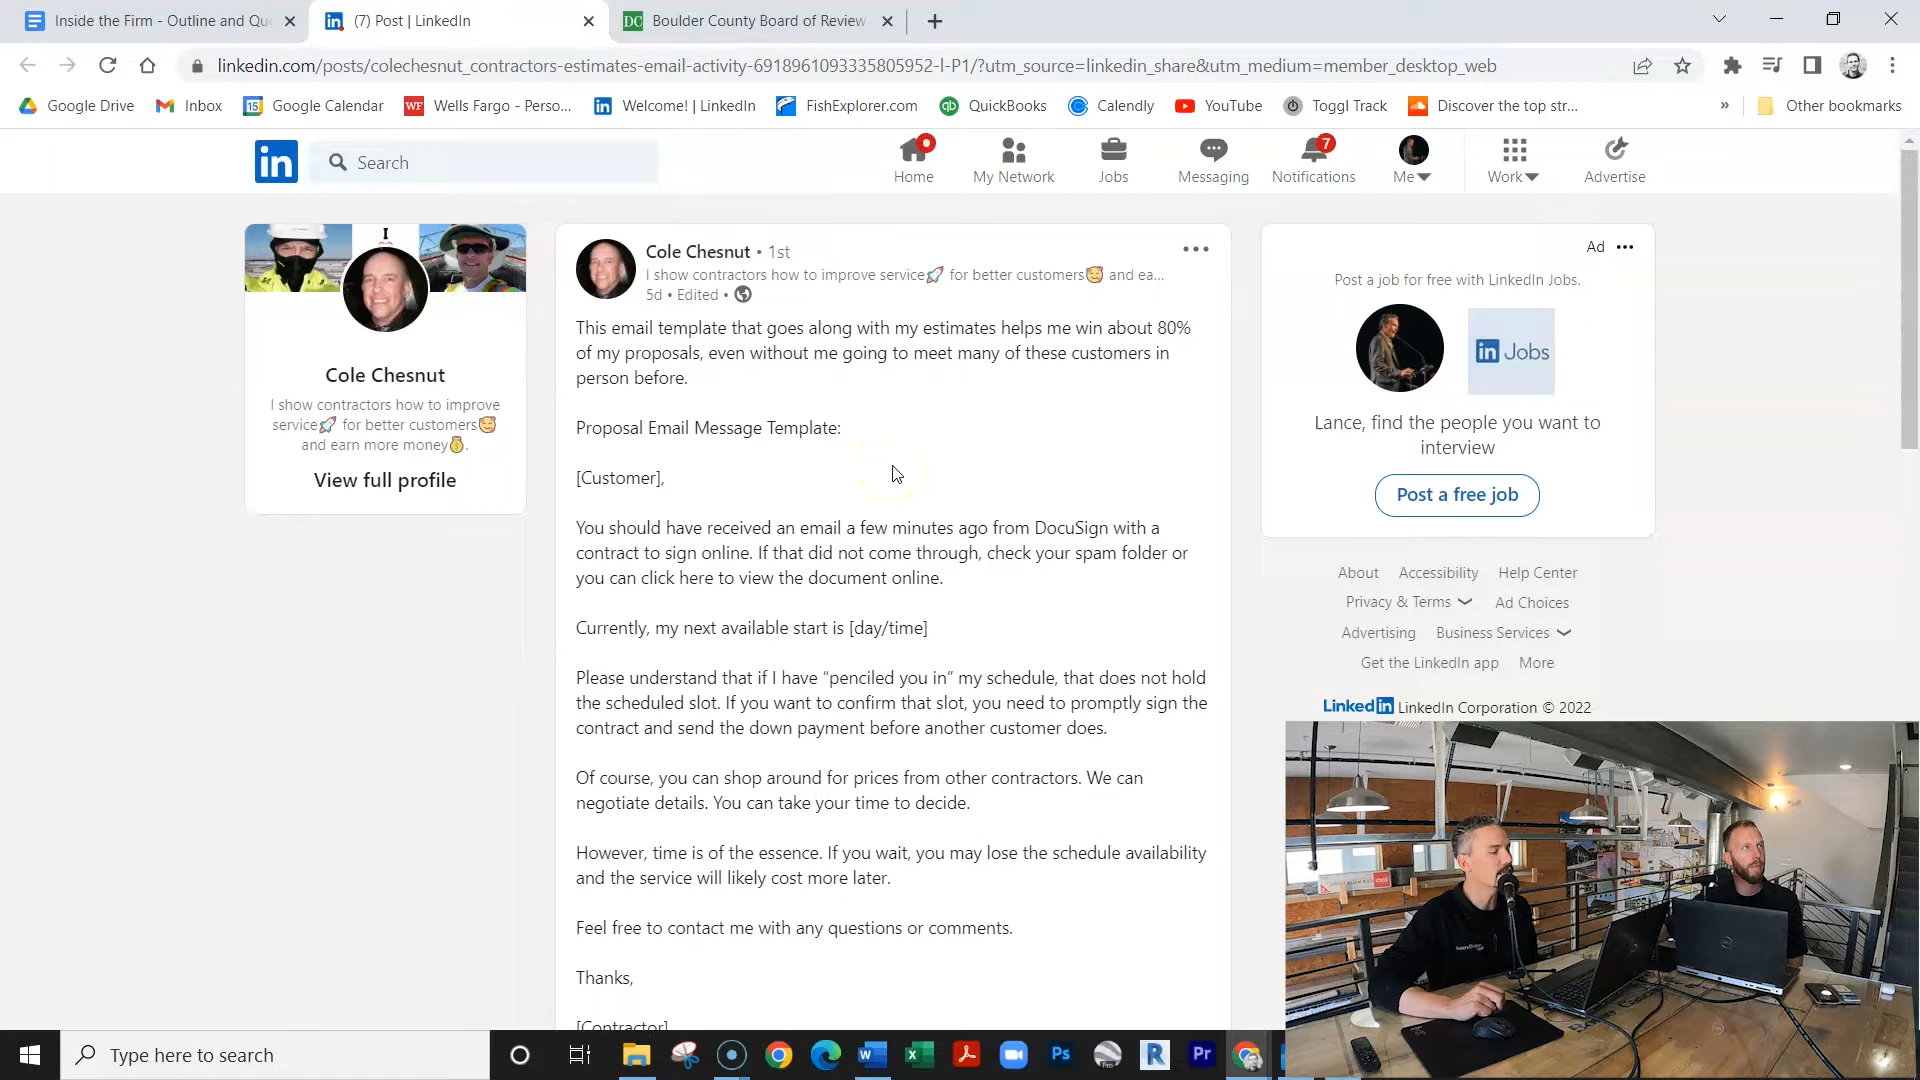 Inside the Firm - Outline and Qu
(7) Post | LinkedIn
DC Boulder County Board of Review
linkedin.com/posts/colechesnut_contractors-estimates-email-activity-6918961093335805952-l-P1/?utm_source=linkedin_share&utm_medium=member_desktop_web
Google Drive
Inbox
15 Google Calendar
WF Wells Fargo - Perso...
in Welcome! | LinkedIn
FishExplorer.com
qb QuickBooks
Calendly
YouTube
Toggl Track
Discover the top str...
»
Other bookmarks
in
Search
Home
My Network
Jobs
Messaging
7
Notifications
Me
Work
Advertise
I
Cole Chesnut
I show contractors how to improve
service🚀 for better customers🥰
and earn more money💰.
View full profile
Cole Chesnut • 1st
I show contractors how to improve service🚀 for better customers🥰 and ea...
5d • Edited •
This email template that goes along with my estimates helps me win about 80%
of my proposals, even without me going to meet many of these customers in
person before.
Proposal Email Message Template:
[Customer],
You should have received an email a few minutes ago from DocuSign with a
contract to sign online. If that did not come through, check your spam folder or
you can click here to view the document online.
Currently, my next available start is [day/time]
Please understand that if I have “penciled you in” my schedule, that does not hold
the scheduled slot. If you want to confirm that slot, you need to promptly sign the
contract and send the down payment before another customer does.
Of course, you can shop around for prices from other contractors. We can
negotiate details. You can take your time to decide.
However, time is of the essence. If you wait, you may lose the schedule availability
and the service will likely cost more later.
Feel free to contact me with any questions or comments.
Thanks,
[Contractor]
Ad
Post a job for free with LinkedIn Jobs.
in Jobs
Lance, find the people you want to
interview
Post a free job
About Accessibility Help Center
Privacy & Terms Ad Choices
Advertising Business Services
Get the LinkedIn app More
LinkedIn LinkedIn Corporation © 2022
Type here to search
Ps
R
Pr